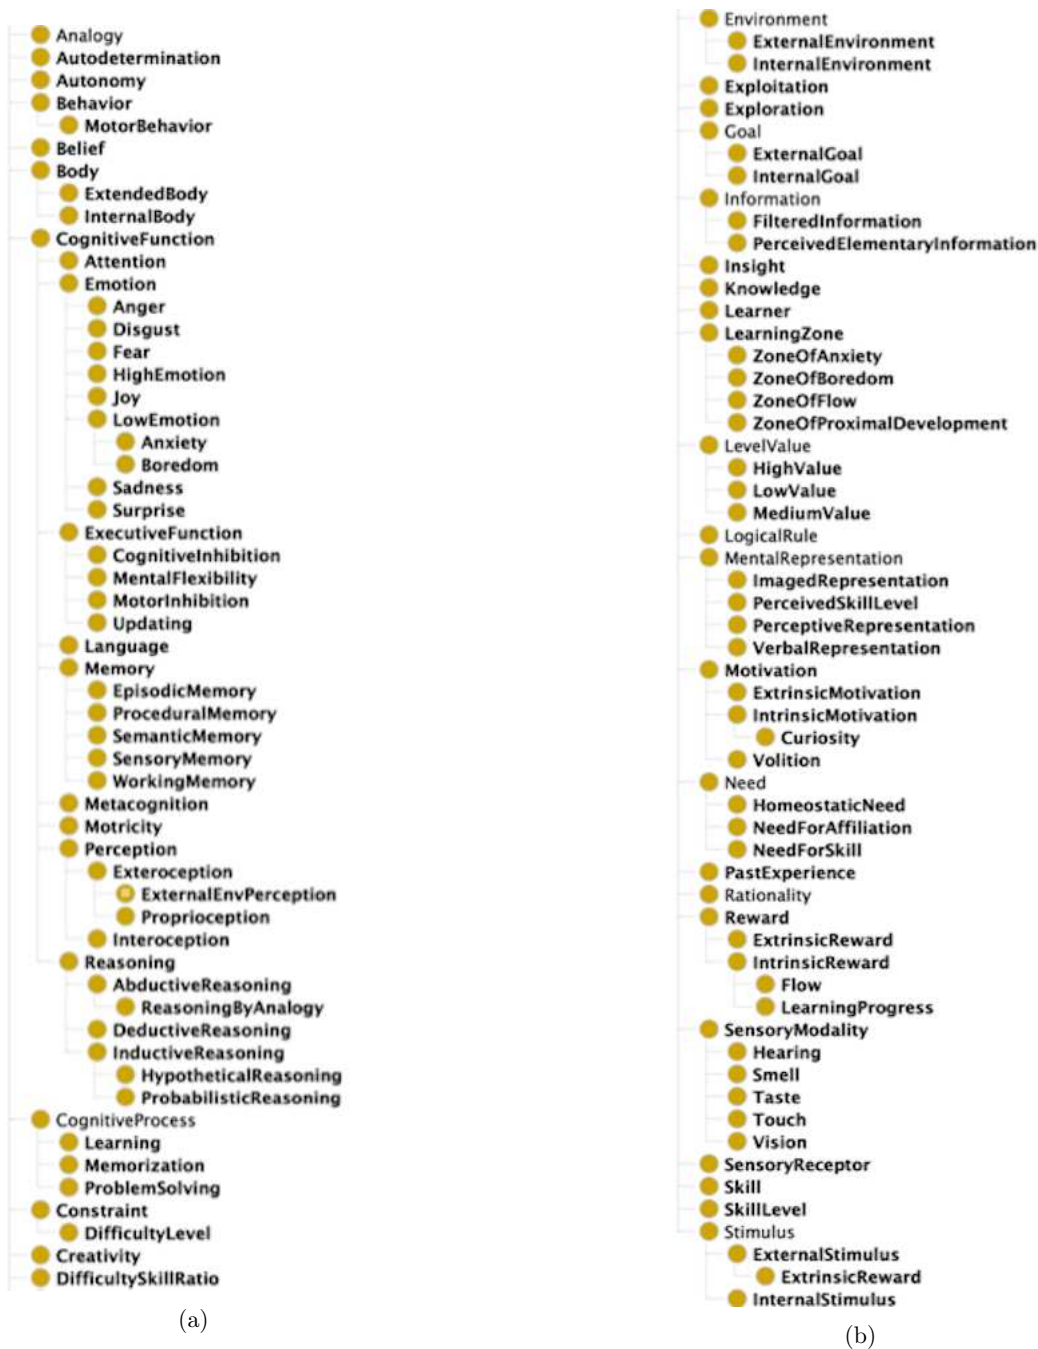 Analogy
Autodetermination
Autonomy
Behavior
MotorBehavior
Belief
Body
ExtendedBody
InternalBody
CognitiveFunction
Attention
Emotion
Anger
Disgust
Fear
HighEmotion
Joy
LowEmotion
Anxiety
Boredom
Sadness
Surprise
ExecutiveFunction
CognitiveInhibition
MentalFlexibility
MotorInhibition
Updating
Language
Memory
EpisodicMemory
ProceduralMemory
SemanticMemory
SensoryMemory
WorkingMemory
Metacognition
Motricity
Perception
Exteroception
ExternalEnvPerception
Proprioception
Interoception
Reasoning
AbductiveReasoning
ReasoningByAnalogy
DeductiveReasoning
InductiveReasoning
HypotheticalReasoning
ProbabilisticReasoning
CognitiveProcess
Learning
Memorization
ProblemSolving
Constraint
DifficultyLevel
Creativity
DifficultySkillRatio
(a)
Environment
ExternalEnvironment
InternalEnvironment
Exploitation
Exploration
Goal
ExternalGoal
InternalGoal
Information
FilteredInformation
PerceivedElementaryInformation
Insight
Knowledge
Learner
LearningZone
ZoneOfAnxiety
ZoneOfBoredom
ZoneOfFlow
ZoneOfProximalDevelopment
LevelValue
HighValue
LowValue
MediumValue
LogicalRule
MentalRepresentation
ImagedRepresentation
PerceivedSkillLevel
PerceptiveRepresentation
VerbalRepresentation
Motivation
ExtrinsicMotivation
IntrinsicMotivation
Curiosity
Volition
Need
HomeostaticNeed
NeedForAffiliation
NeedForSkill
PastExperience
Rationality
Reward
ExtrinsicReward
IntrinsicReward
Flow
LearningProgress
SensoryModality
Hearing
Smell
Taste
Touch
Vision
SensoryReceptor
Skill
SkillLevel
Stimulus
ExternalStimulus
ExtrinsicReward
InternalStimulus
(b)